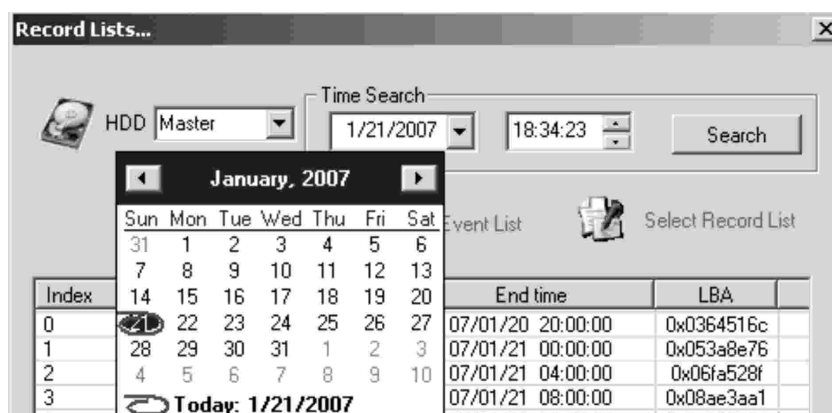 Record Lists...
Time Search
HDD Master 1/21/2007 18:34:23 Search
January, 2007
Sun Mon Tue Wed Thu Fri Sat
Event List Select Record List
31 1 2 3 4 5 6
7 8 9 10 11 12 13
14 15 16 17 18 19 20
Index End time LBA
21 22 23 24 25 26 27
0 07/01/20 20:00:00 0x0364516c
28 29 30 31 1 2 3
1 07/01/21 00:00:00 0x053a8e76
4 5 6 7 8 9 10
2 07/01/21 04:00:00 0x06fa528f
Today: 1/21/2007
3 07/01/21 08:00:00 0x08ae3aa1